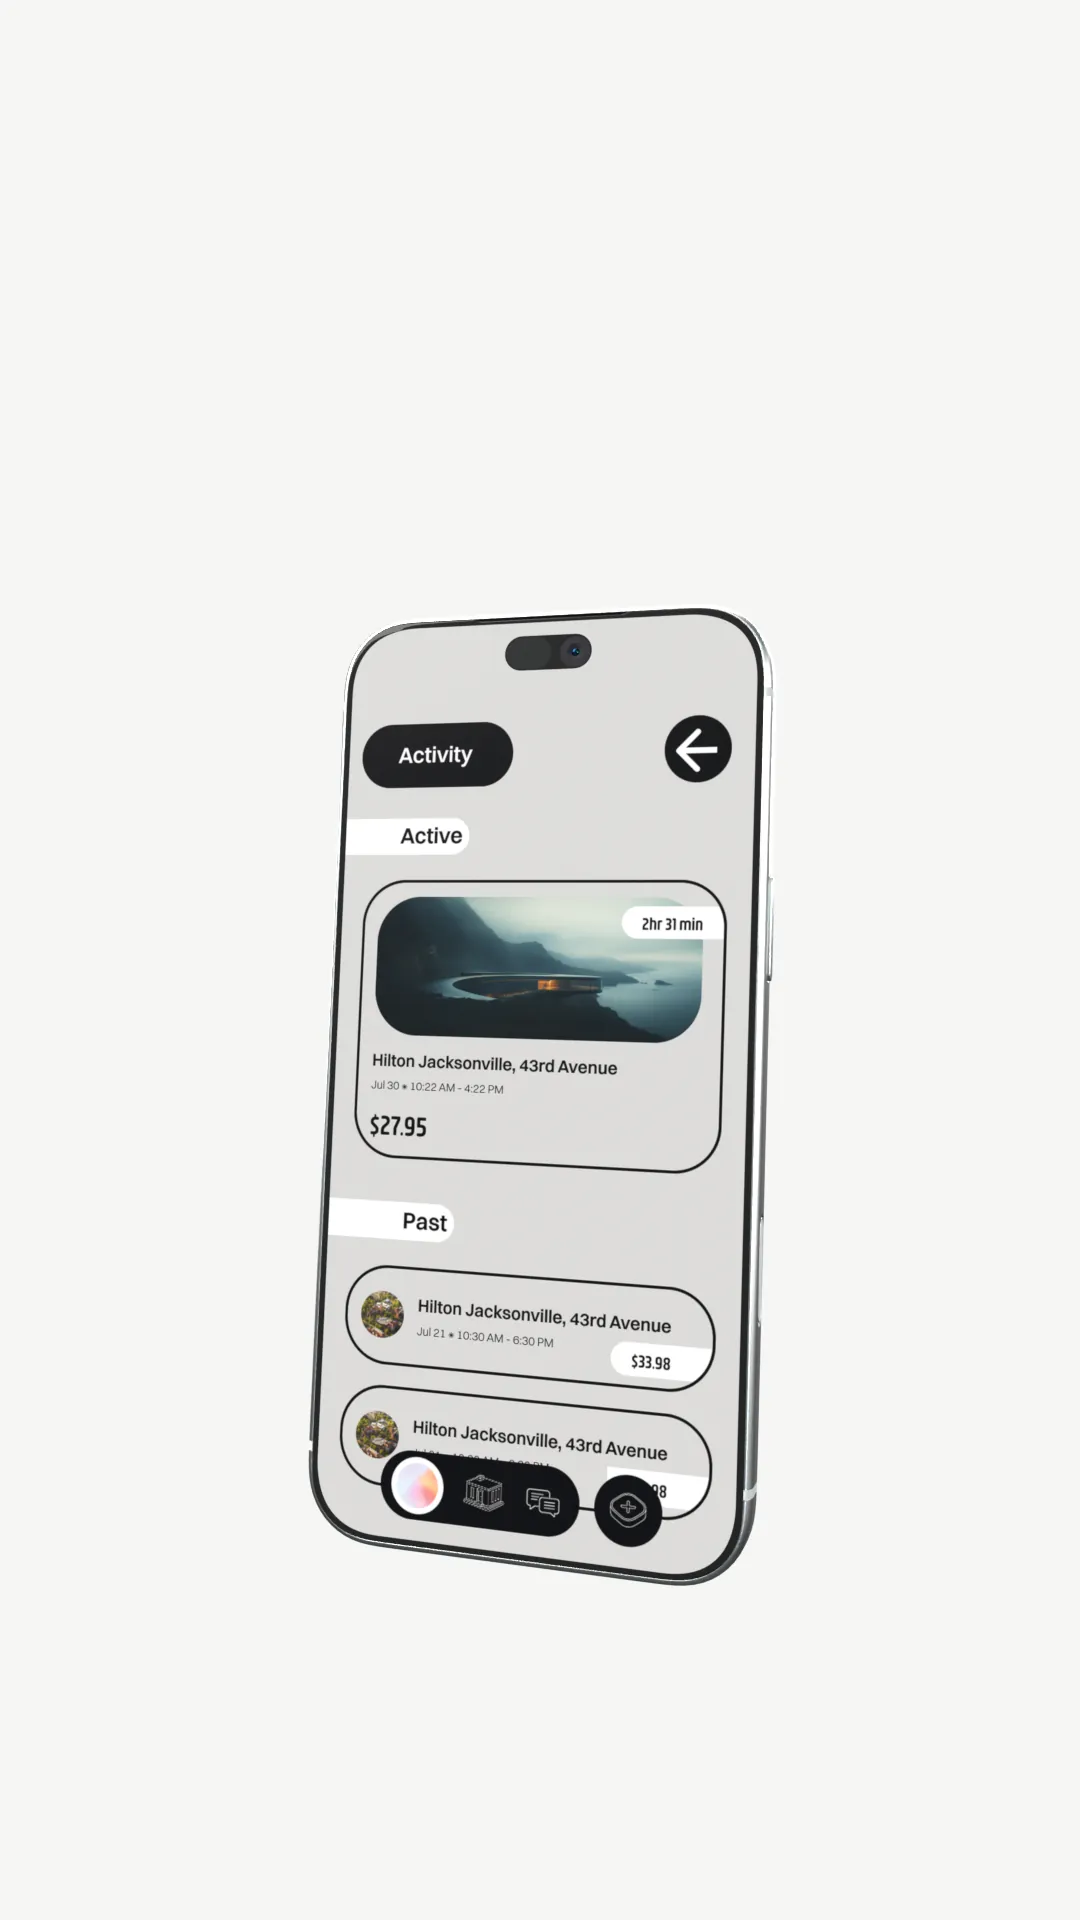 Activity
Active
2hr 31 min
Hilton Jacksonville, 43rd Avenue
Jul 30 • 10:22 AM - 4:22 PM
$27.95
Past
Hilton Jacksonville, 43rd Avenue
Jul 21 • 10:30 AM - 6:30 PM
$33.98
Hilton Jacksonville, 43rd Avenue
98